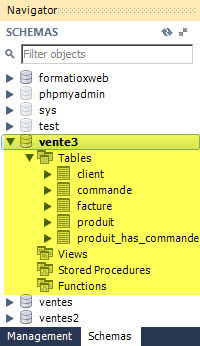 Navigator
SCHEMAS
Filter objects
formatioxweb
phpmyadmin
sys
test
vente3
Tables
client
commande
facture
produit
produit_has_commande
Views
Stored Procedures
Functions
ventes
ventes2
Management Schemas